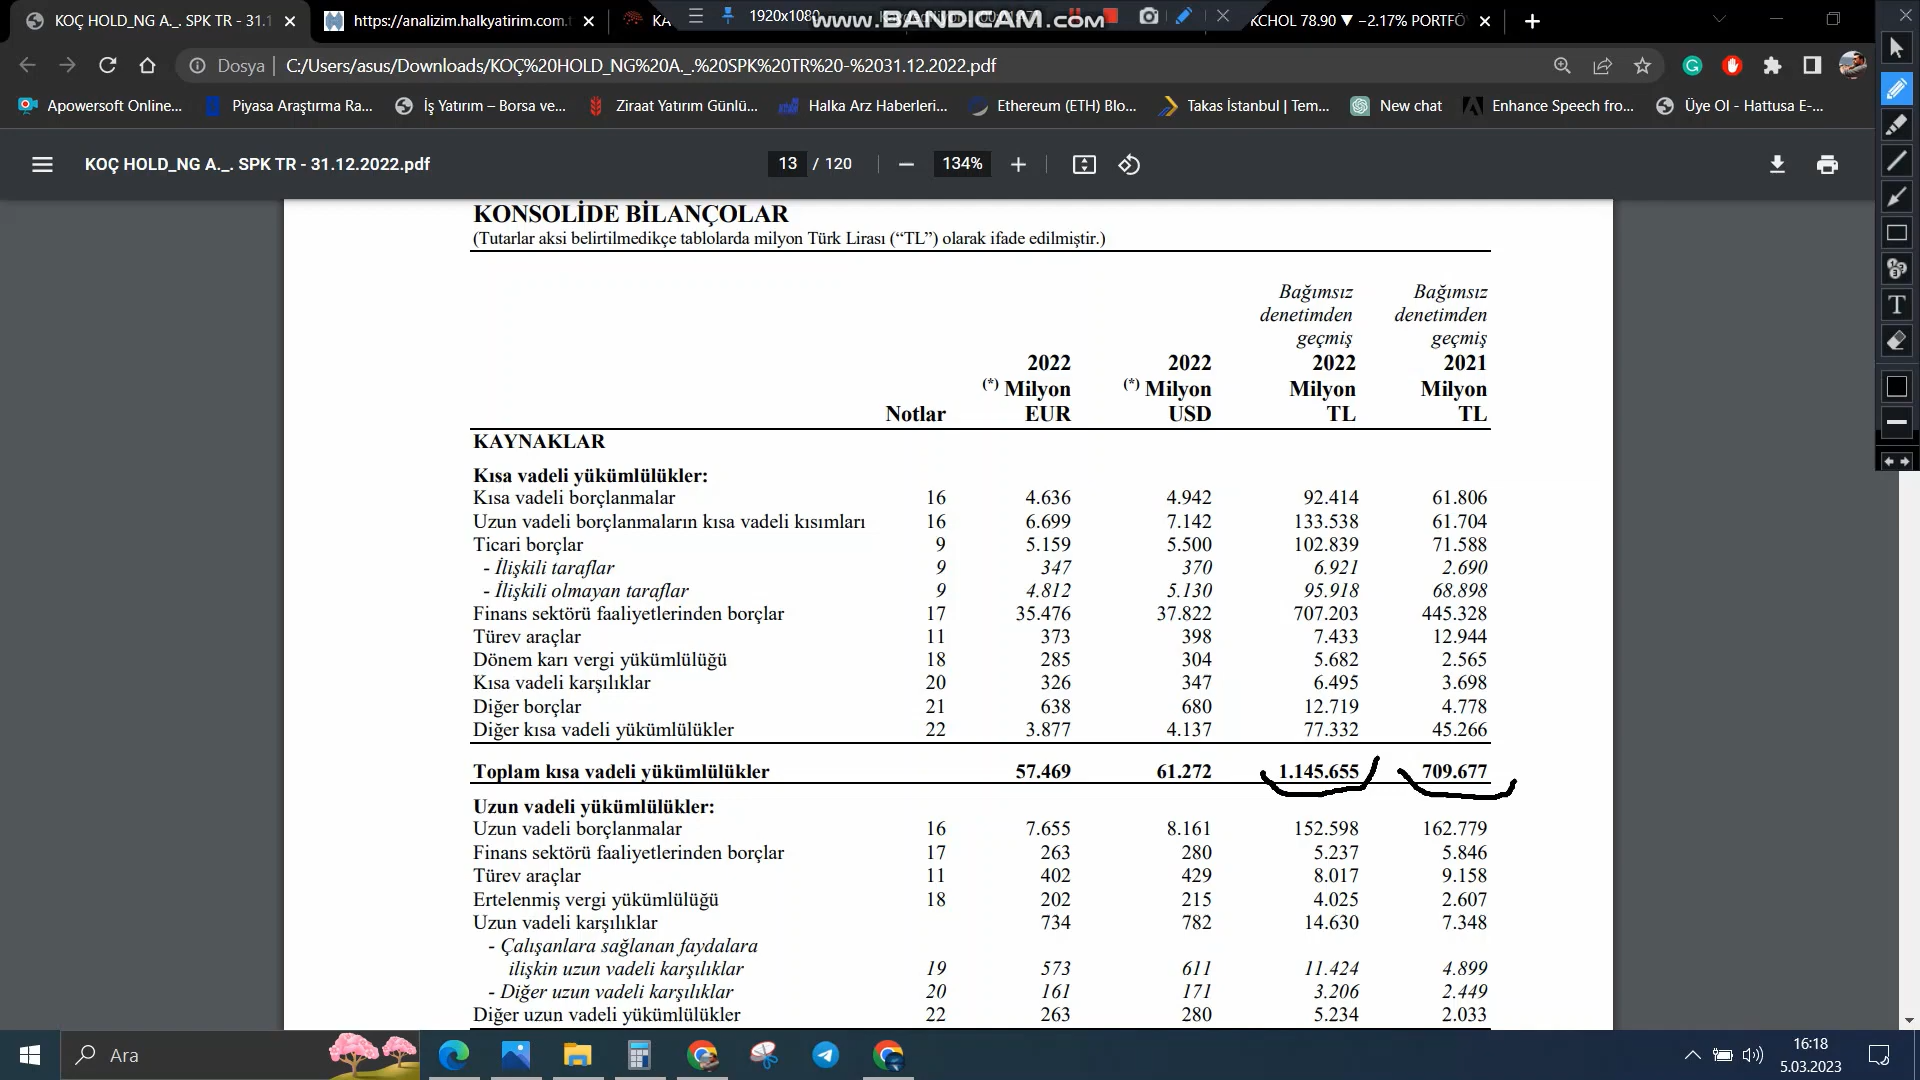 KOÇ HOLD_NG A._. SPK TR - 31.1
https://analizim.halkyatirim.com.t
KA
1920x1080
www.BANDICAM.com
KCHOL 78.90 ▼ −2.17% PORTFÖ
Dosya | C:/Users/asus/Downloads/KOÇ%20HOLD_NG%20A._.%20SPK%20TR%20-%2031.12.2022.pdf
Apowersoft Online... Piyasa Araştırma Ra... İş Yatırım – Borsa ve... Ziraat Yatırım Günlü... Halka Arz Haberleri... Ethereum (ETH) Blo... Takas İstanbul | Tem... New chat Enhance Speech fro... Üye Ol - Hattusa E-...
KOÇ HOLD_NG A._. SPK TR - 31.12.2022.pdf 13 / 120 134%
KONSOLİDE BİLANÇOLAR
(Tutarlar aksi belirtilmedikçe tablolarda milyon Türk Lirası (“TL”) olarak ifade edilmiştir.)
Bağımsız Bağımsız
denetimden denetimden
geçmiş geçmiş
2022 2022 2022 2021
(*) Milyon (*) Milyon Milyon Milyon
Notlar EUR USD TL TL
KAYNAKLAR
Kısa vadeli yükümlülükler:
Kısa vadeli borçlanmalar 16 4.636 4.942 92.414 61.806
Uzun vadeli borçlanmaların kısa vadeli kısımları 16 6.699 7.142 133.538 61.704
Ticari borçlar 9 5.159 5.500 102.839 71.588
- İlişkili taraflar 9 347 370 6.921 2.690
- İlişkili olmayan taraflar 9 4.812 5.130 95.918 68.898
Finans sektörü faaliyetlerinden borçlar 17 35.476 37.822 707.203 445.328
Türev araçlar 11 373 398 7.433 12.944
Dönem karı vergi yükümlülüğü 18 285 304 5.682 2.565
Kısa vadeli karşılıklar 20 326 347 6.495 3.698
Diğer borçlar 21 638 680 12.719 4.778
Diğer kısa vadeli yükümlülükler 22 3.877 4.137 77.332 45.266
Toplam kısa vadeli yükümlülükler 57.469 61.272 1.145.655 709.677
Uzun vadeli yükümlülükler:
Uzun vadeli borçlanmalar 16 7.655 8.161 152.598 162.779
Finans sektörü faaliyetlerinden borçlar 17 263 280 5.237 5.846
Türev araçlar 11 402 429 8.017 9.158
Ertelenmiş vergi yükümlülüğü 18 202 215 4.025 2.607
Uzun vadeli karşılıklar 734 782 14.630 7.348
- Çalışanlara sağlanan faydalara
ilişkin uzun vadeli karşılıklar 19 573 611 11.424 4.899
- Diğer uzun vadeli karşılıklar 20 161 171 3.206 2.449
Diğer uzun vadeli yükümlülükler 22 263 280 5.234 2.033
Ara
16:18
5.03.2023